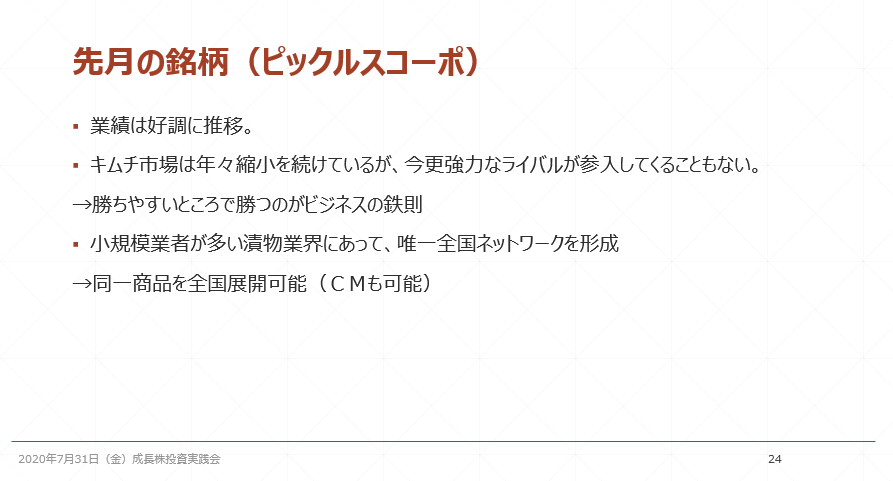 先月の銘柄（ピックルスコーポ）
▪ 業績は好調に推移。
▪ キムチ市場は年々縮小を続けているが、今更強力なライバルが参入してくることもない。
→勝ちやすいところで勝つのがビジネスの鉄則
▪ 小規模業者が多い漬物業界にあって、唯一全国ネットワークを形成
→同一商品を全国展開可能（ＣＭも可能）
2020年7月31日（金）成長株投資実践会
24